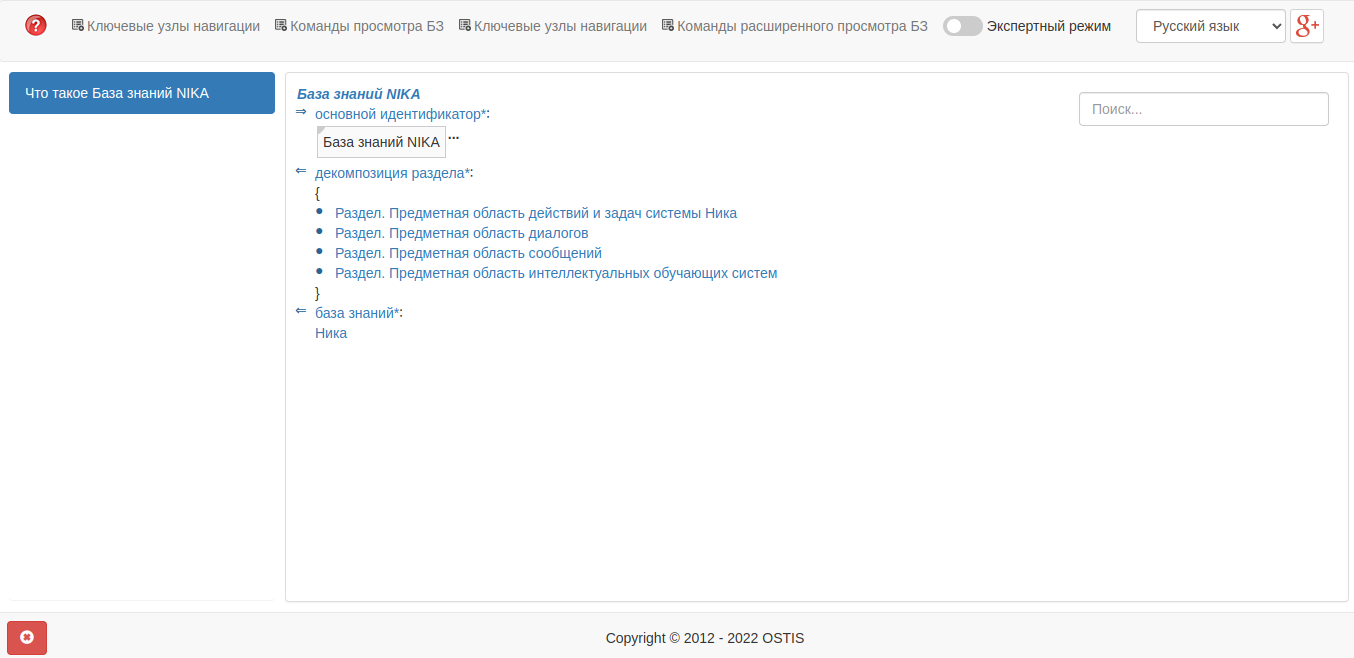 Ключевые узлы навигации Команды просмотра БЗ Ключевые узлы навигации Команды расширенного просмотра БЗ Экспертный режим Русский язык g+
Что такое База знаний NIKA
База знаний NIKA
Поиск...
⇒ основной идентификатор*:
База знаний NIKA ...
⇐ декомпозиция раздела*:
{
• Раздел. Предметная область действий и задач системы Ника
• Раздел. Предметная область диалогов
• Раздел. Предметная область сообщений
• Раздел. Предметная область интеллектуальных обучающих систем
}
⇐ база знаний*:
Ника
Copyright © 2012 - 2022 OSTIS